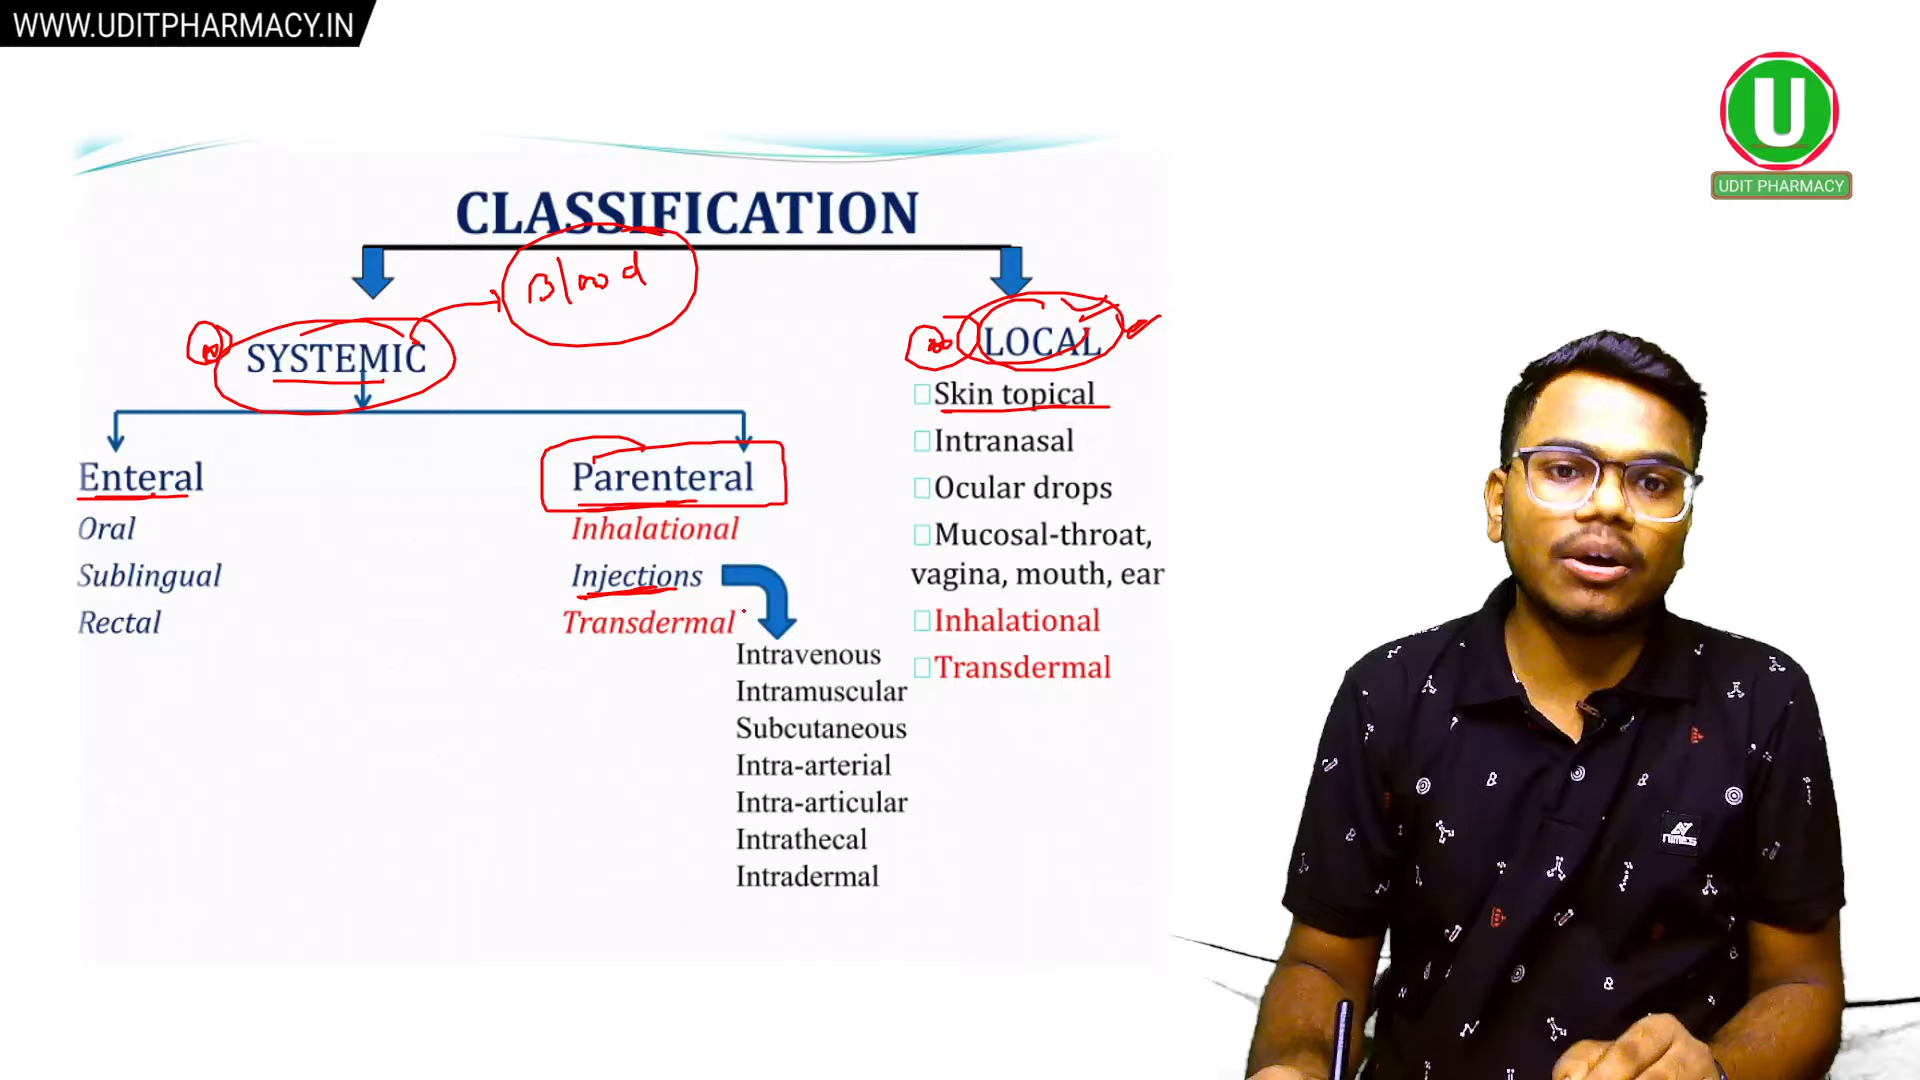 WWW.UDITPHARMACY.IN
U
UDIT PHARMACY
CLASSIFICATION
Blood
SYSTEMIC
Enteral
Oral
Sublingual
Rectal
Parenteral
Inhalational
Injections
Transdermal
Intravenous
Intramuscular
Subcutaneous
Intra-arterial
Intra-articular
Intrathecal
Intradermal
LOCAL
Skin topical
Intranasal
Ocular drops
Mucosal-throat,
vagina, mouth, ear
Inhalational
Transdermal